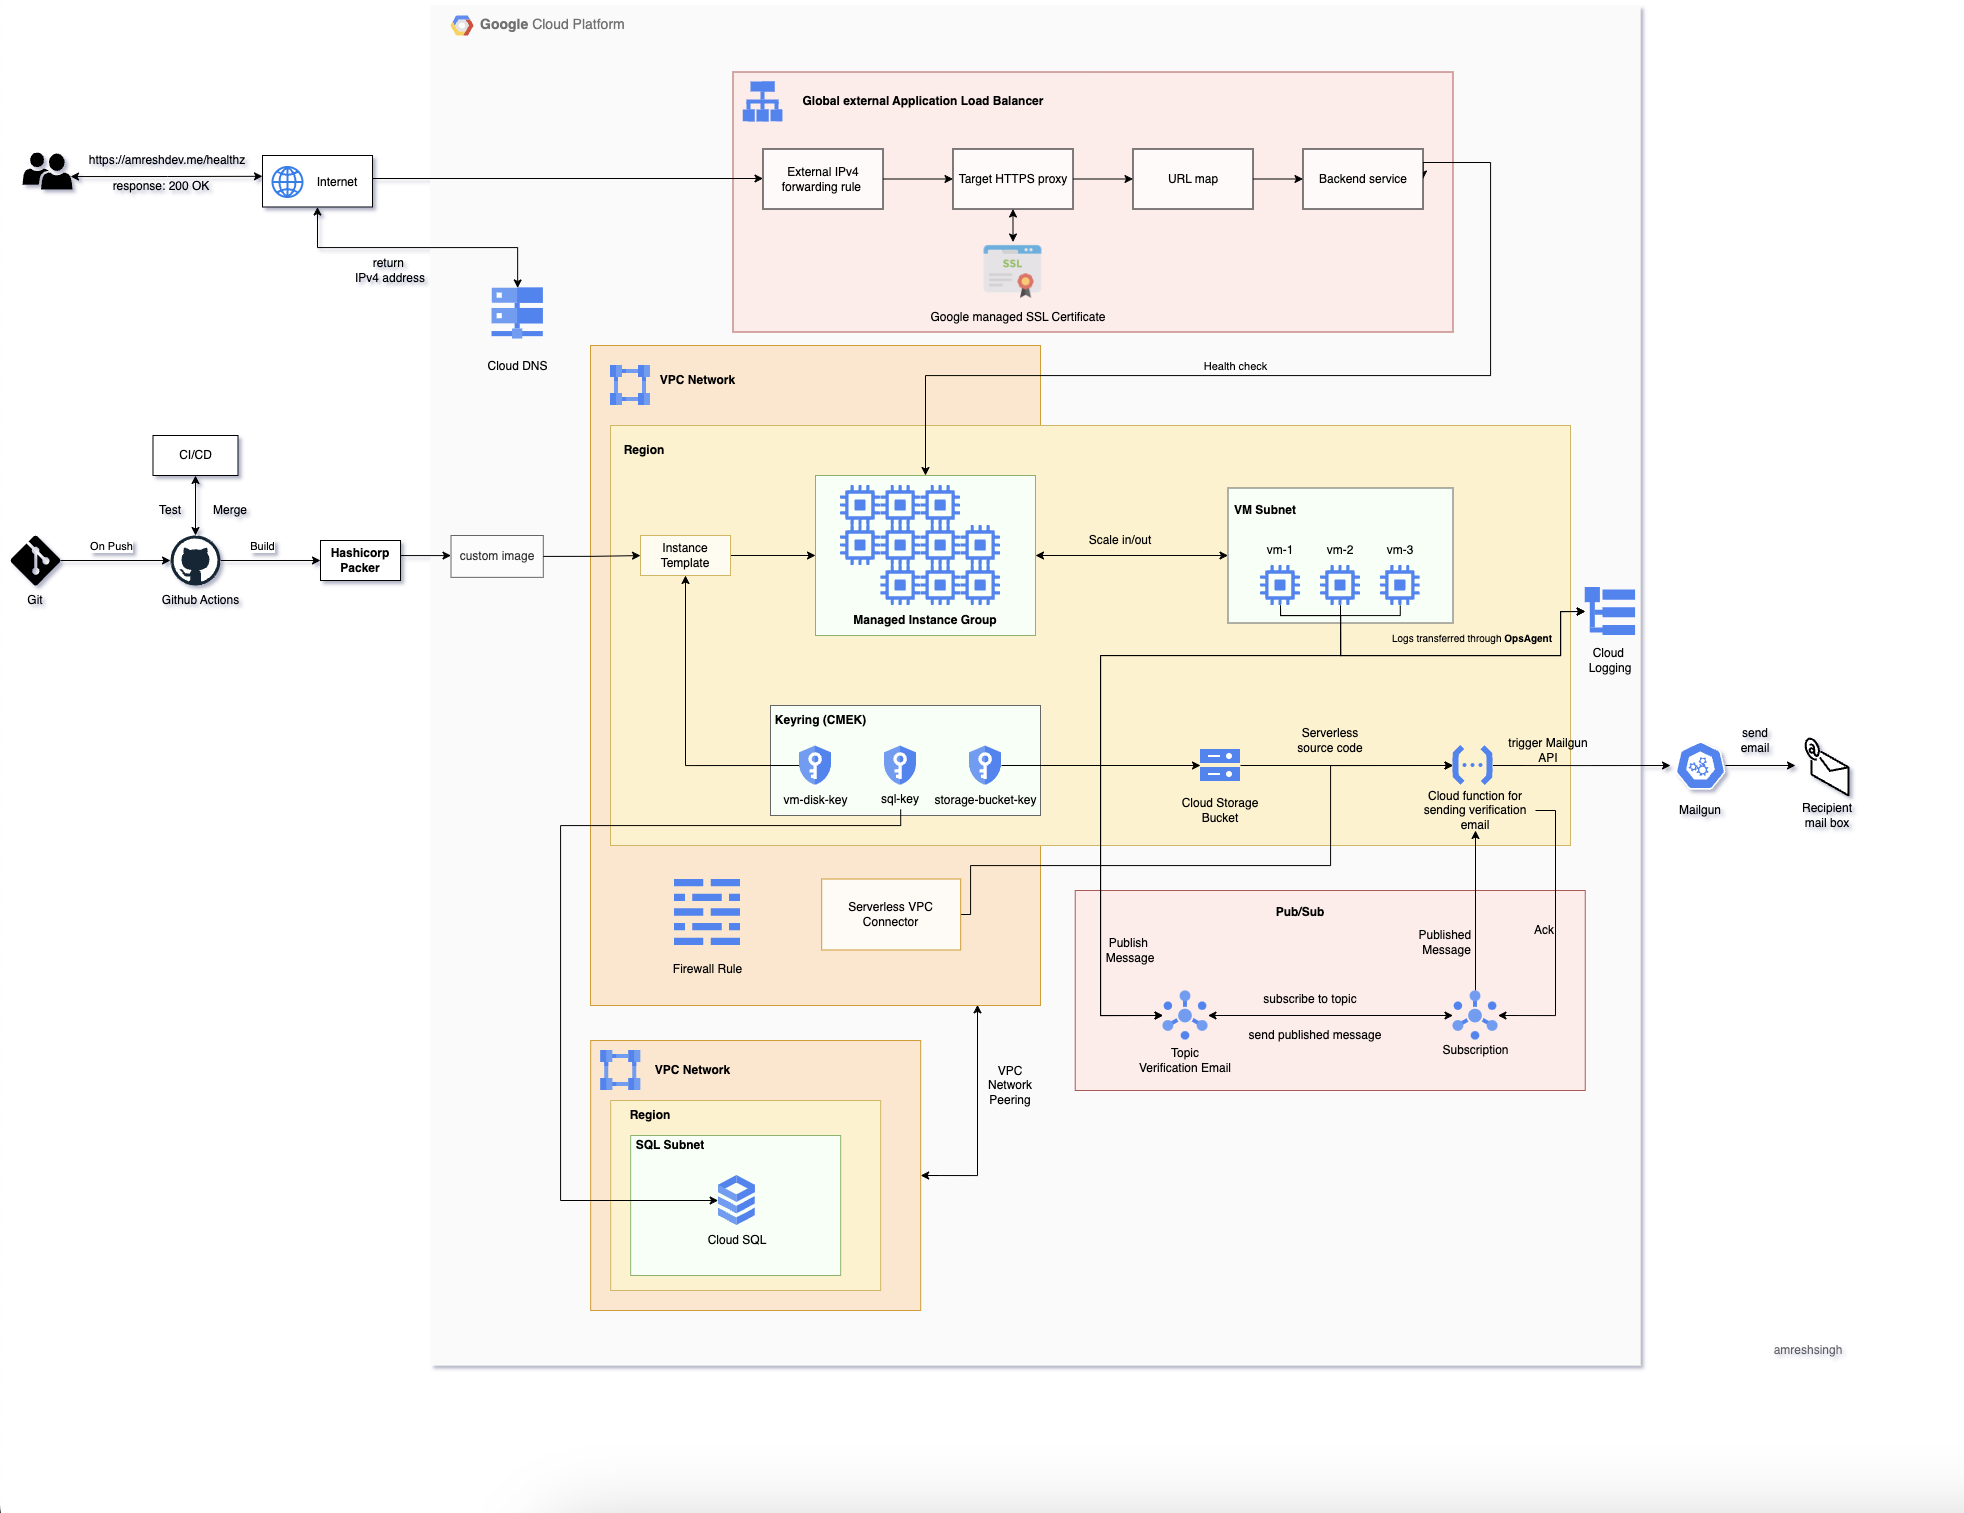 Google Cloud Platform
Global external Application Load Balancer
https://amreshdev.me/healthz
response: 200 OK
Internet
External IPv4
forwarding rule
Target HTTPS proxy
URL map
Backend service
SSL
Google managed SSL Certificate
return
IPv4 address
Cloud DNS
Health check
VPC Network
Region
CI/CD
Test
Merge
Git
On Push
Github Actions
Build
Hashicorp
Packer
custom image
Instance
Template
Managed Instance Group
Scale in/out
VM Subnet
vm-1
vm-2
vm-3
Logs transferred through OpsAgent
Cloud
Logging
Keyring (CMEK)
vm-disk-key
sql-key
storage-bucket-key
Cloud Storage
Bucket
Serverless
source code
Cloud function for
sending verification
email
trigger Mailgun
API
Mailgun
send
email
@
Recipient
mail box
Firewall Rule
Serverless VPC
Connector
Pub/Sub
Publish
Message
Published
Message
Ack
subscribe to topic
send published message
Topic
Verification Email
Subscription
VPC
Network
Peering
VPC Network
Region
SQL Subnet
Cloud SQL
amreshsingh